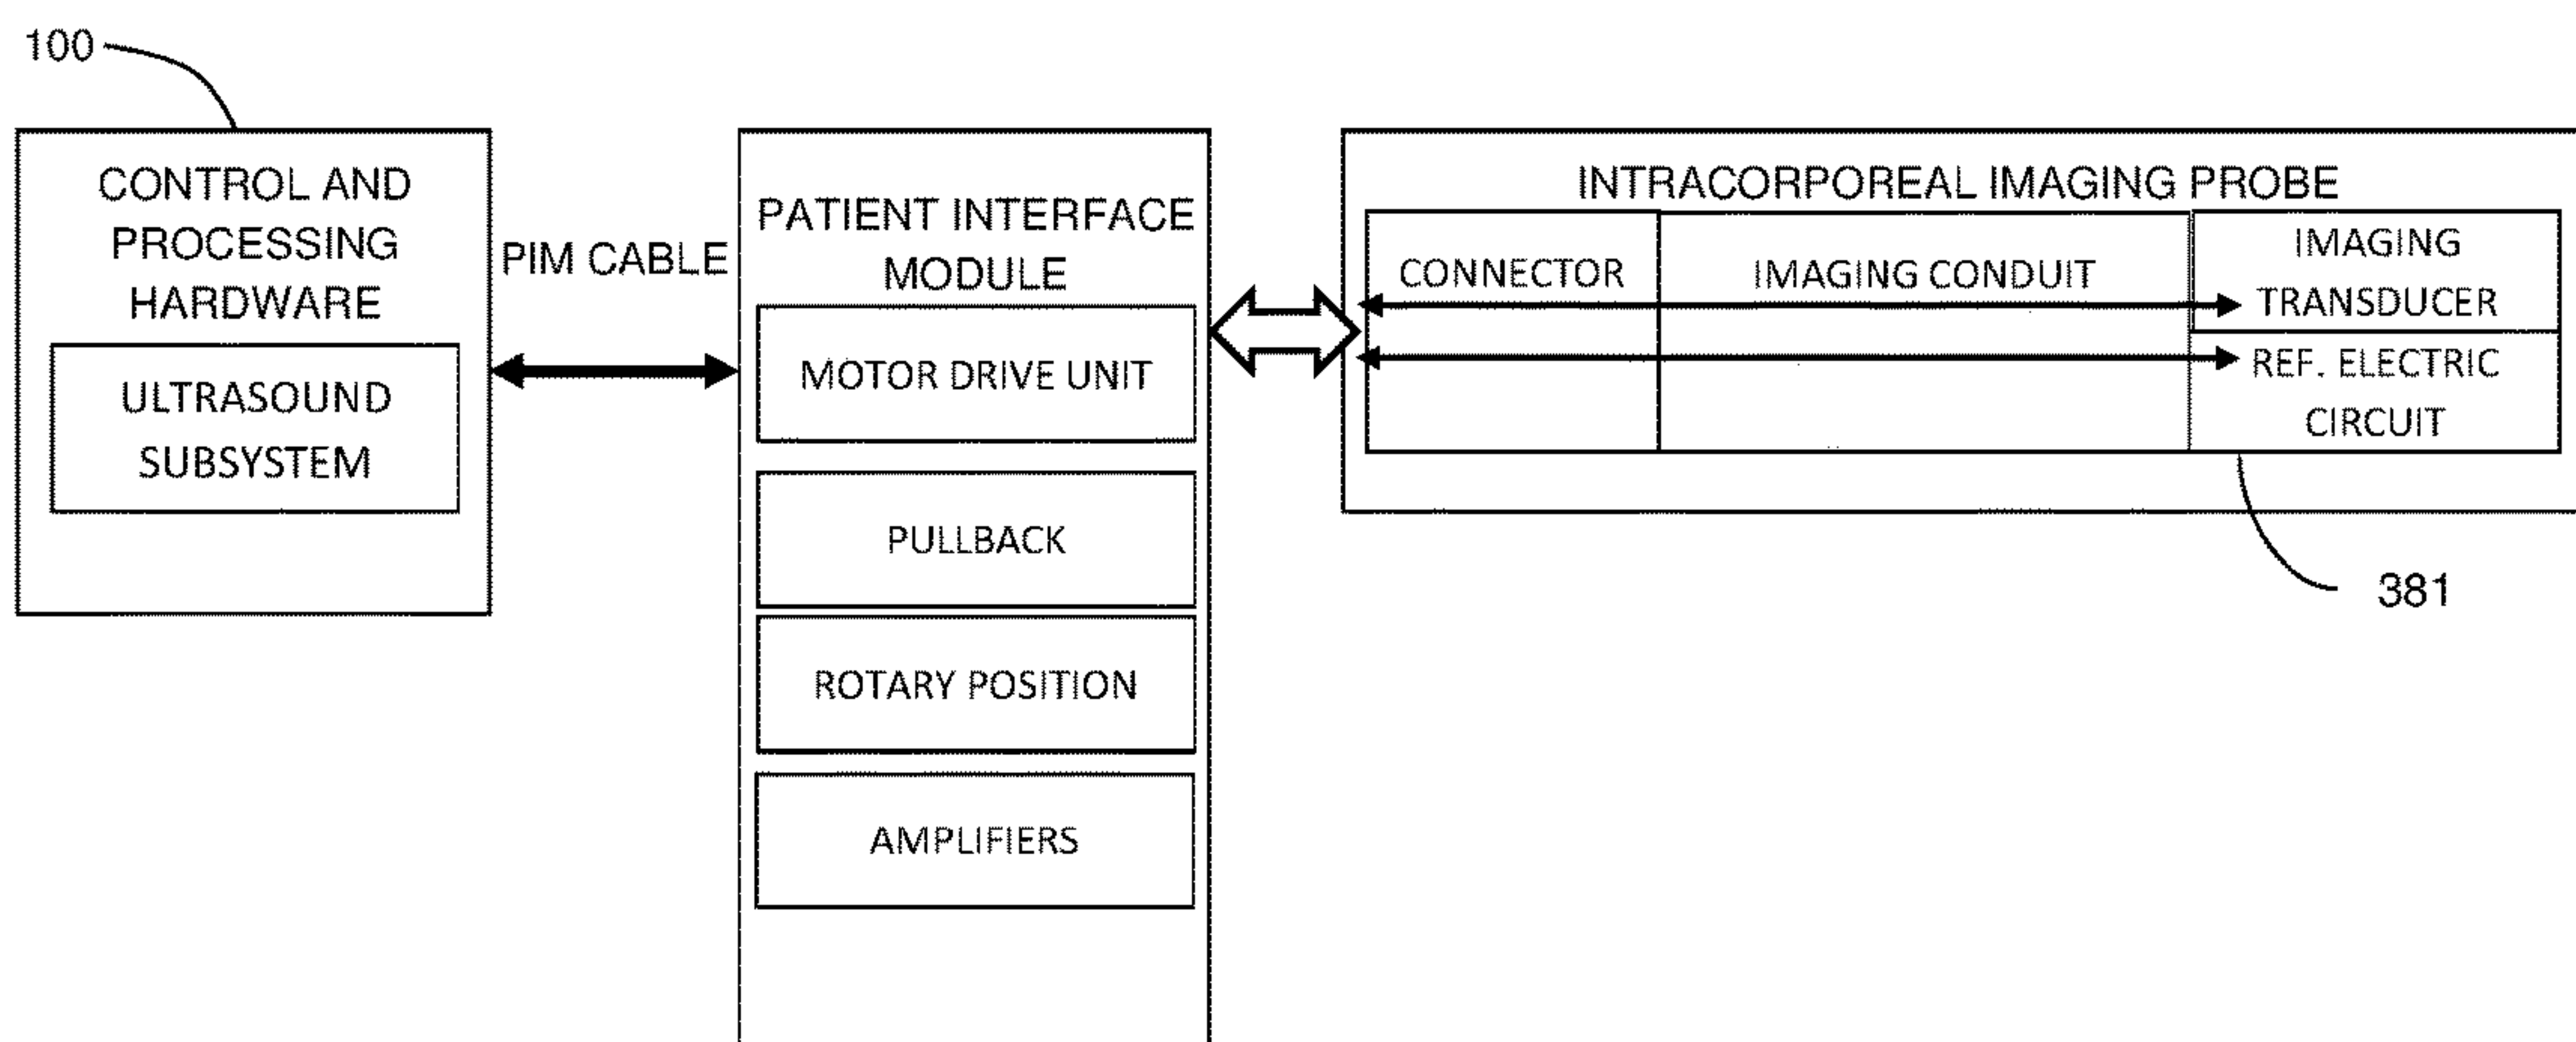 100
CONTROL AND
PROCESSING
HARDWARE
ULTRASOUND
SUBSYSTEM
PIM CABLE
PATIENT INTERFACE
MODULE
MOTOR DRIVE UNIT
PULLBACK
ROTARY POSITION
AMPLIFIERS
INTRACORPOREAL IMAGING PROBE
CONNECTOR
IMAGING CONDUIT
IMAGING
TRANSDUCER
REF. ELECTRIC
CIRCUIT
381